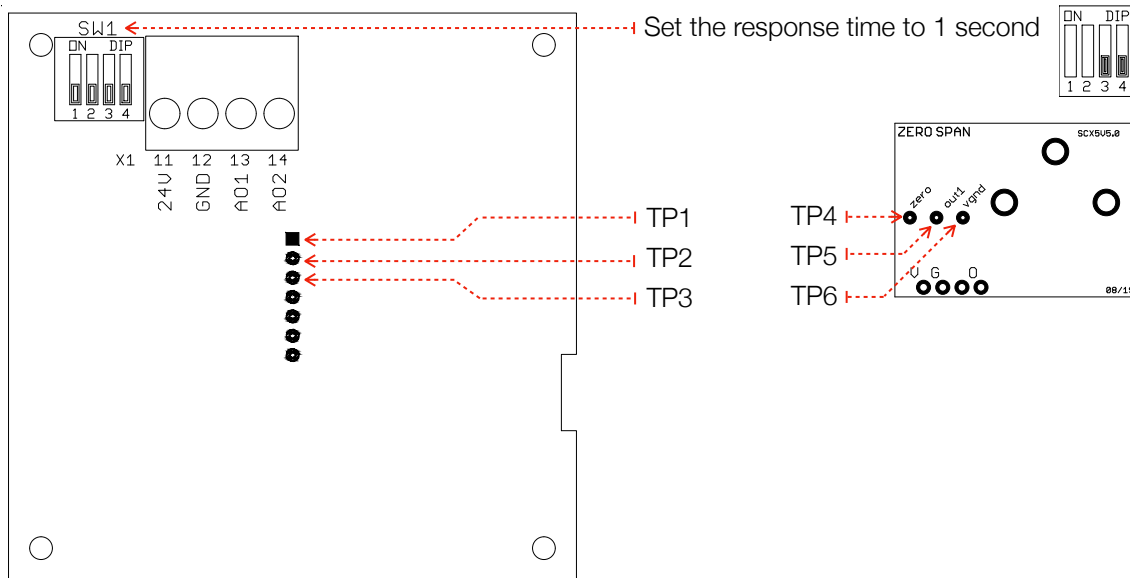 SW1
ON DIP
1 2 3 4
X1 11 12 13 14
24V GND AO1 AO2
Set the response time to 1 second
ON DIP
1 2 3 4
TP1
TP2
TP3
TP4
TP5
TP6
ZERO SPAN SCX5V5.0
zero out1 vgnd
V G O